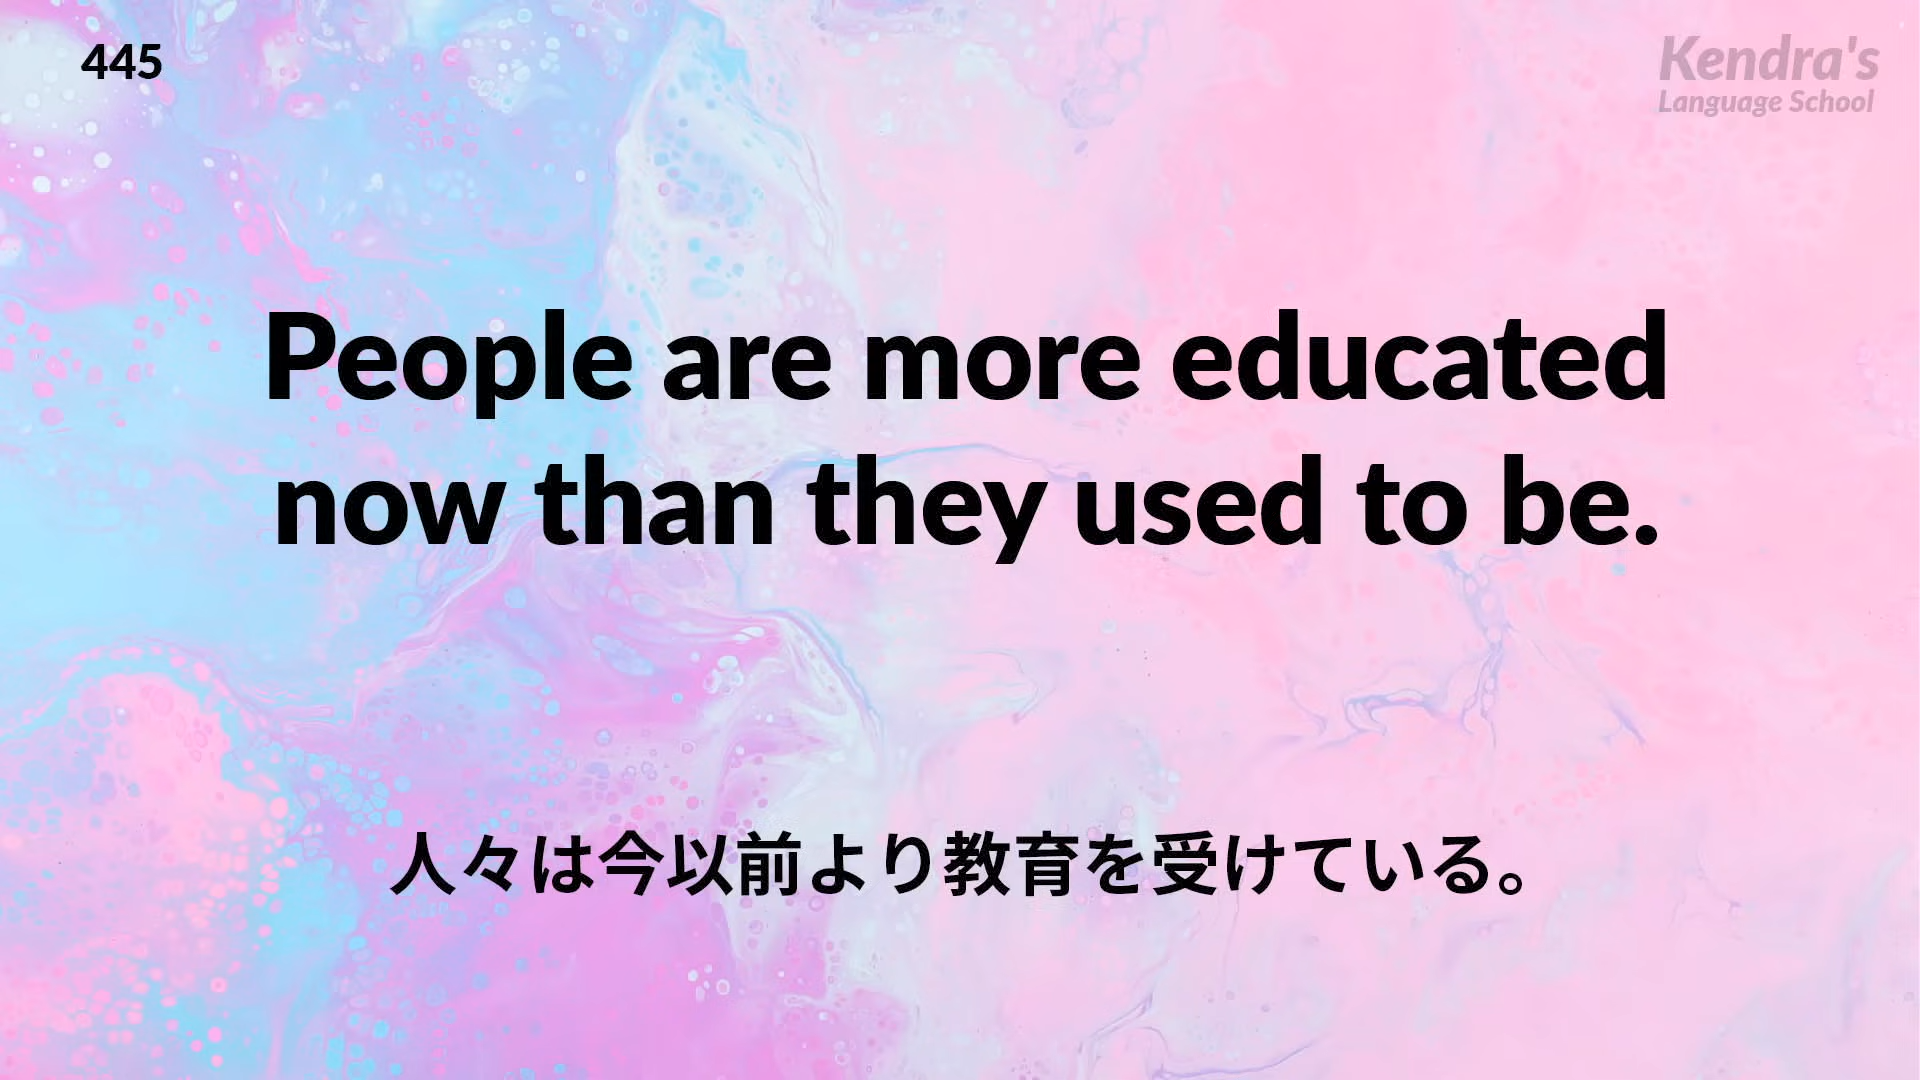 445
Kendra's
Language School
People are more educated
now than they used to be.
人々は今以前より教育を受けている。